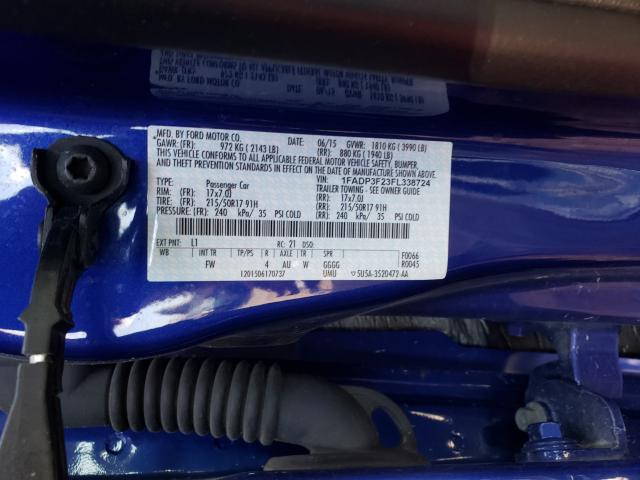 MFD. BY FORD MOTOR CO. DATE: 06/15 GVWR: 1810 KG ( 3990 LB)
GAWR: (FR): 972 KG ( 2143 LB) (RR): 880 KG ( 1940 LB)
THIS VEHICLE CONFORMS TO ALL APPLICABLE FEDERAL MOTOR VEHICLE SAFETY, BUMPER,
AND THEFT PREVENTION STANDARDS IN EFFECT ON THE DATE OF MANUFACTURE SHOWN ABOVE.
VIN: 1FADP3F23FL338724
TYPE: Passenger Car TRAILER TOWING - SEE OWNER GUIDE
RIM: (FR): 17x7.0J (RR): 17x7.0J
TIRE: (FR): 215/50R17 91H (RR): 215/50R17 91H
PRESSURE: (FR): 240 kPa/ 35 PSI COLD (RR): 240 kPa/ 35 PSI COLD
EXT PNT: L1 RC: 21 DSO:
WB INT TR TP/PS R AXLE TR SPR F0066
FW 4 AU W GGGG R0045
1201506170737 UMU 5U5A-3520472-AA